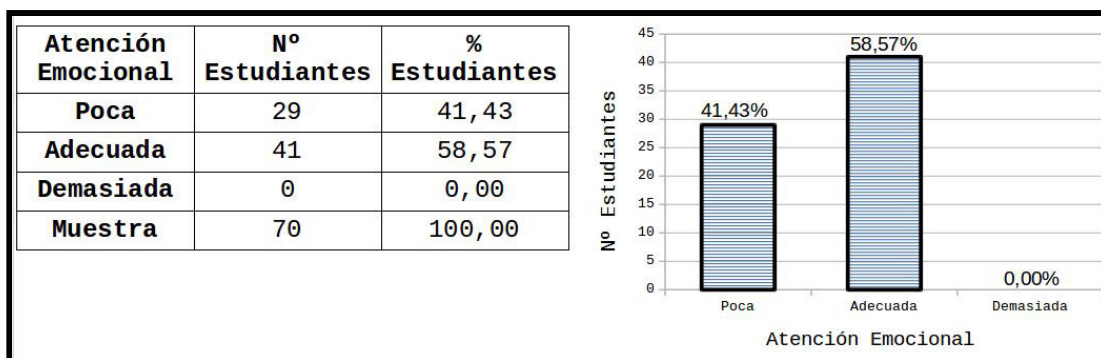 Atención Emocional Nº Estudiantes % Estudiantes
Poca 29 41,43
Adecuada 41 58,57
Demasiada 0 0,00
Muestra 70 100,00
Nº Estudiantes
45
40
35
30
25
20
15
10
5
0
41,43%
58,57%
0,00%
Poca Adecuada Demasiada
Atención Emocional